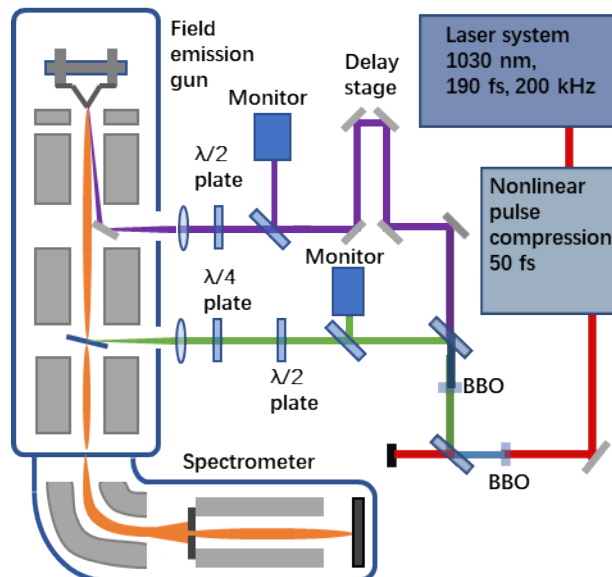 Field
emission
gun
Monitor
Delay
stage
Laser system
1030 nm,
190 fs, 200 kHz
λ/2
plate
Nonlinear
pulse
compression
50 fs
λ/4
plate
Monitor
λ/2
plate
BBO
BBO
Spectrometer